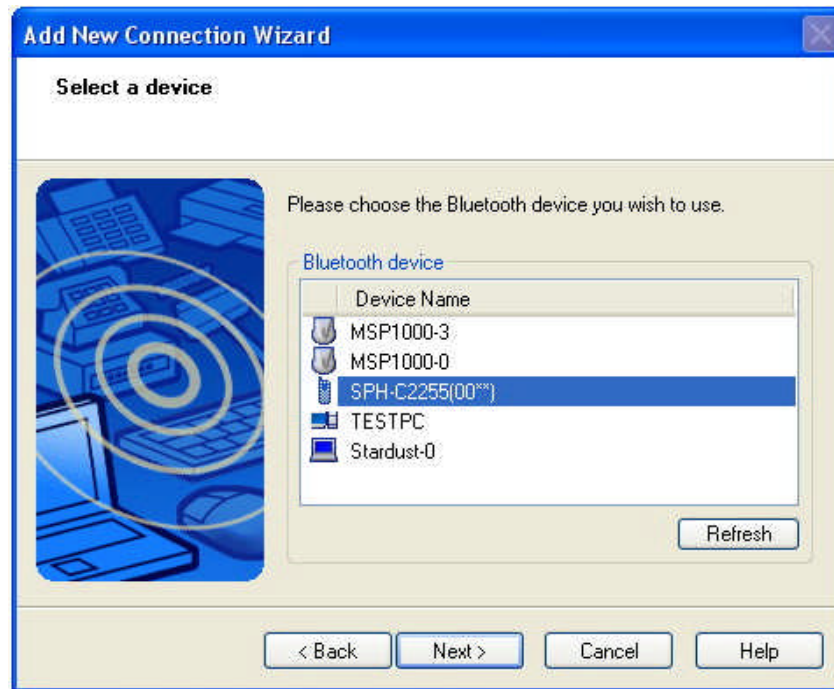 Add New Connection Wizard
Select a device
Please choose the Bluetooth device you wish to use.
Bluetooth device
Device Name
MSP1000-3
MSP1000-0
SPH-C2255(00**)
TESTPC
Stardust-0
Refresh
< Back Next > Cancel Help